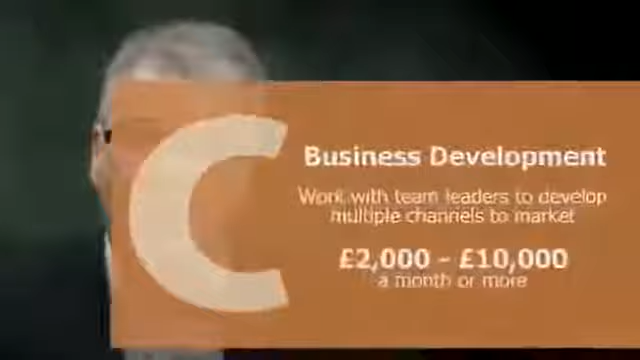 C
Business Development
Work with team leaders to develop
multiple channels to market
£2,000 - £10,000
a month or more